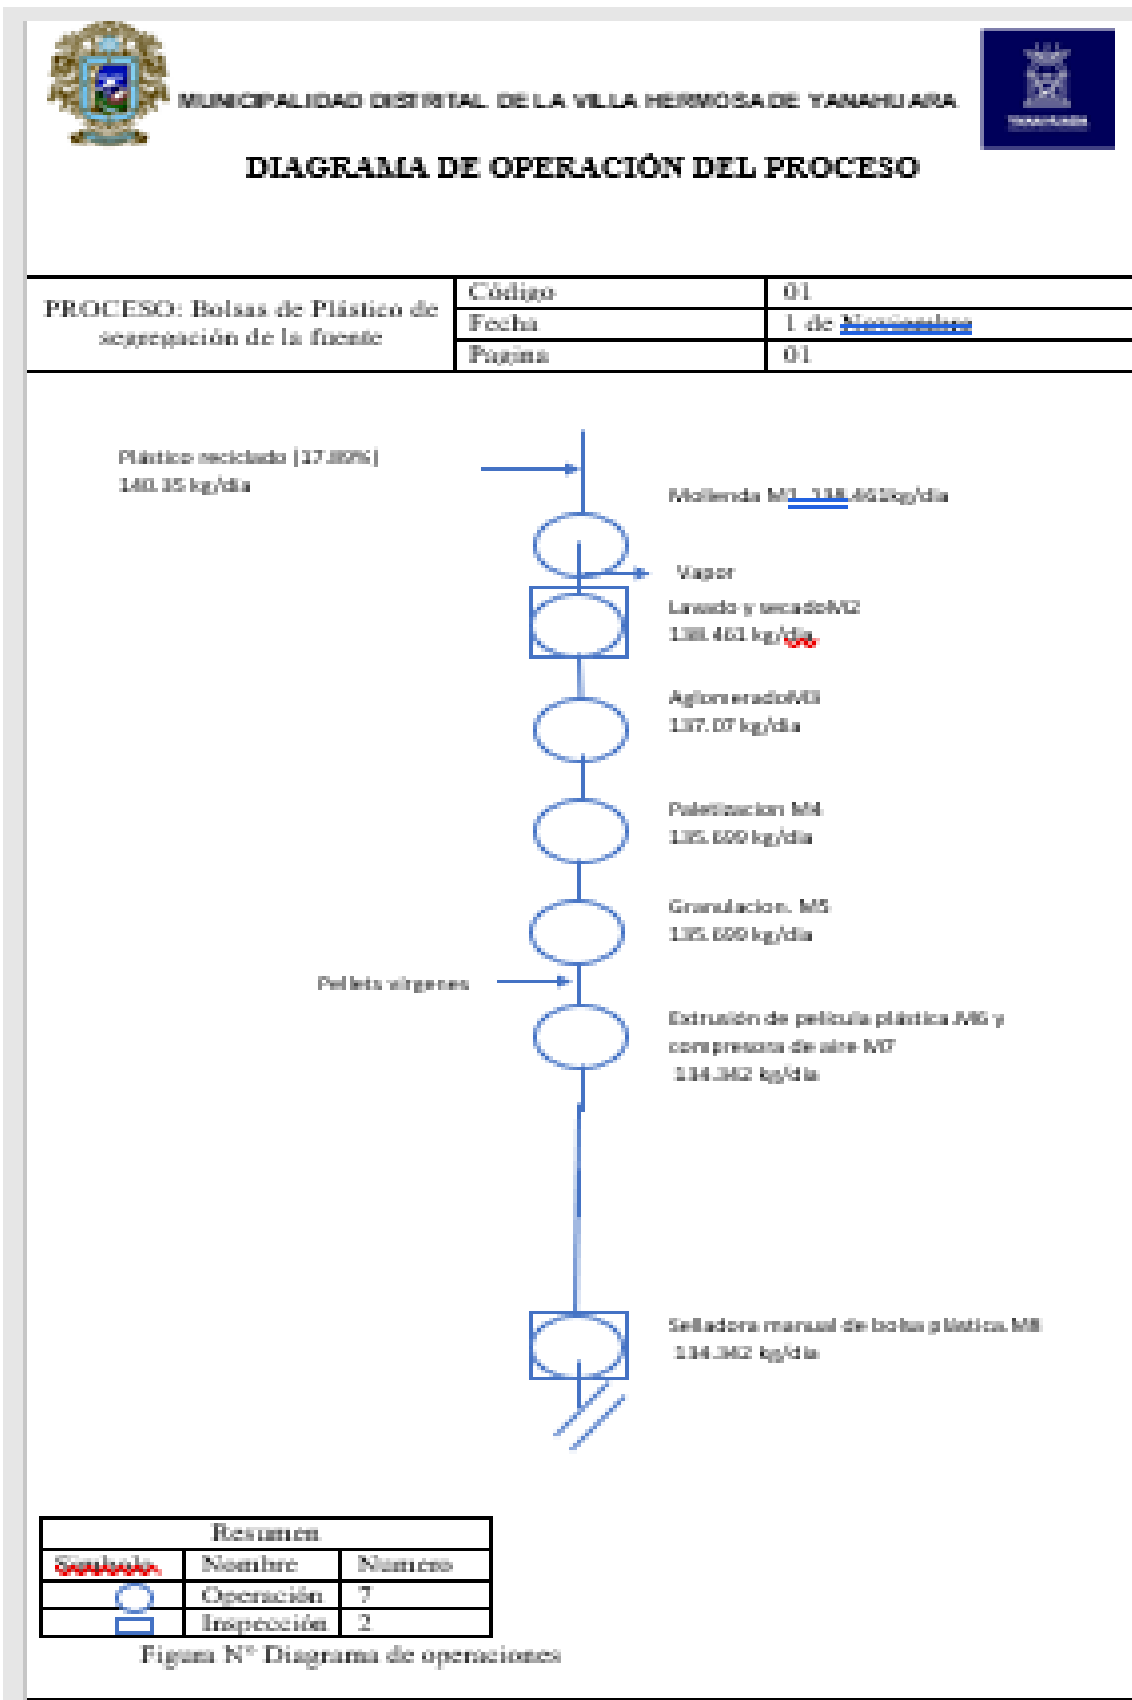 MUNICIPALIDAD DISTRITAL DE LA VILLA HERMOSA DE YANAHUARA
YANAHUARA
DIAGRAMA DE OPERACIÓN DEL PROCESO
PROCESO: Bolsas de Plástico de
segregación de la fuente
Código 01
Fecha 1 de Noviembre
Pagina 01
Plástico reciclado (17.89%)
140.35 kg/dia
Molienda M1 138.461kg/dia
Vapor
Lavado y secadoM2
138.461 kg/dia
AglomeradoM3
137.07 kg/dia
Paletizacion M4
135.699 kg/dia
Granulacion. M5
135.699 kg/dia
Pellets virgenes
Extrusión de película plástica.M6 y
compresora de aire M7
134.342 kg/dia
Selladora manual de bolsa plástica.M8
134.342 kg/dia
Resumen
Simbolo Nombre Numero
Operación 7
Inspección 2
Figura N° Diagrama de operaciones